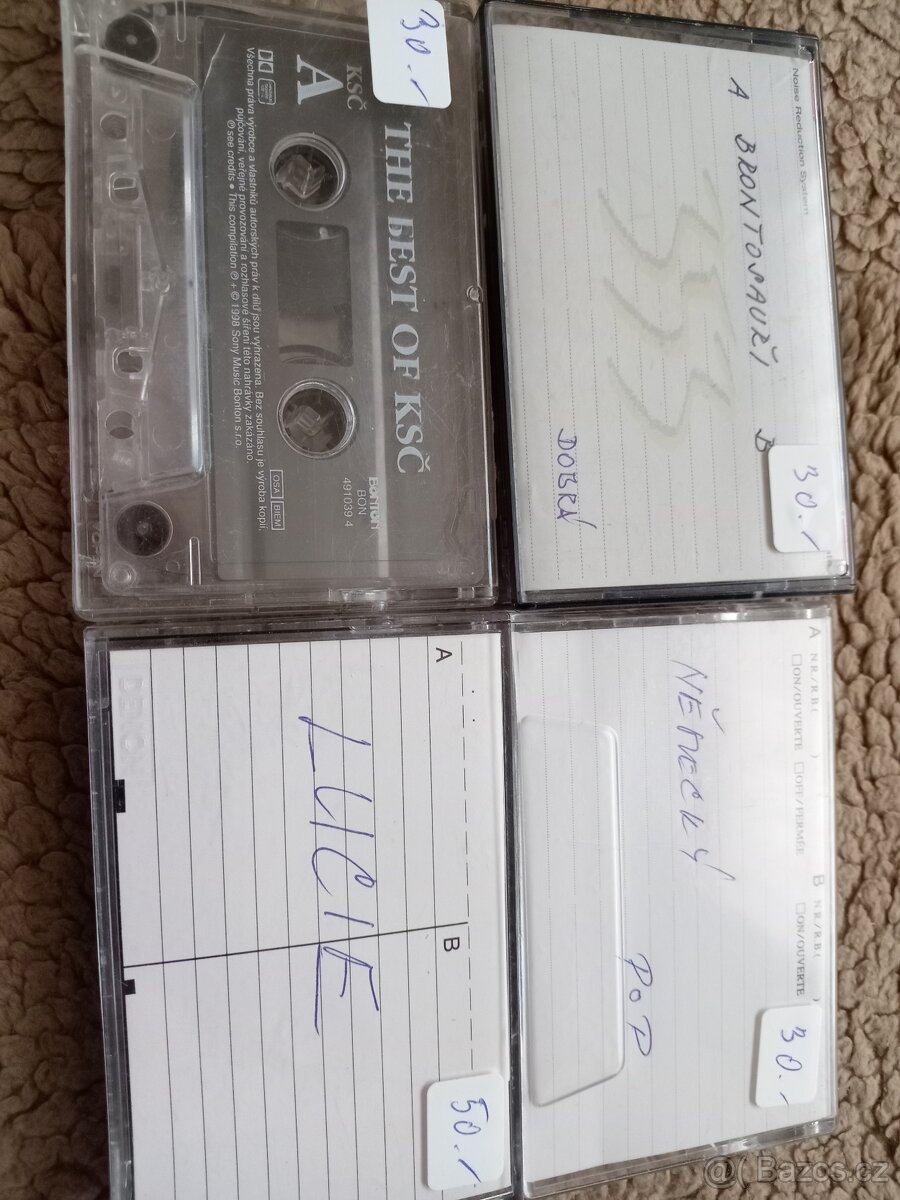 30.-
KSČ
A
THE BEST OF KSČ
Bonton
BON
491039 4
OSA BIEM
Všechna práva výrobce a vlastníků autorských práv k dílu jsou vyhrazena. Bez souhlasu je výroba kopií,
půjčování, veřejné provozování a rozhlasové šíření této nahrávky zakázáno.
℗ see credits • This compilation ℗ + © 1998 Sony Music Bonton s.r.o.
Noise Reduction System
A BRONTOSAUŘI B
DOBRÁ
30.-
A
B
LUCIE
50.-
A N.R./R.B.( )
☐ON/OUVERTE ☐OFF/FERMÉE
B N.R./R.B.( )
☐ON/OUVERTE
NĚMECKÝ
POP
30.-
@( Bazos.cz